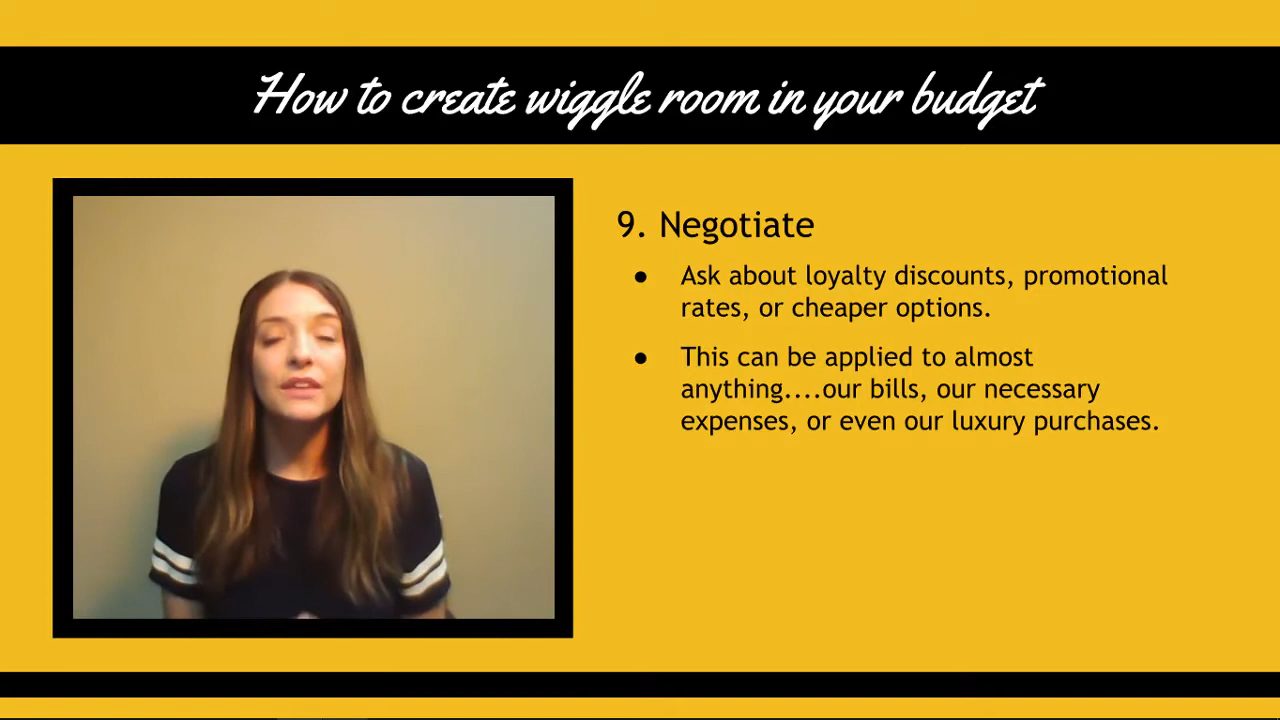 How to create wiggle room in your budget
9. Negotiate
● Ask about loyalty discounts, promotional
rates, or cheaper options.
● This can be applied to almost
anything....our bills, our necessary
expenses, or even our luxury purchases.